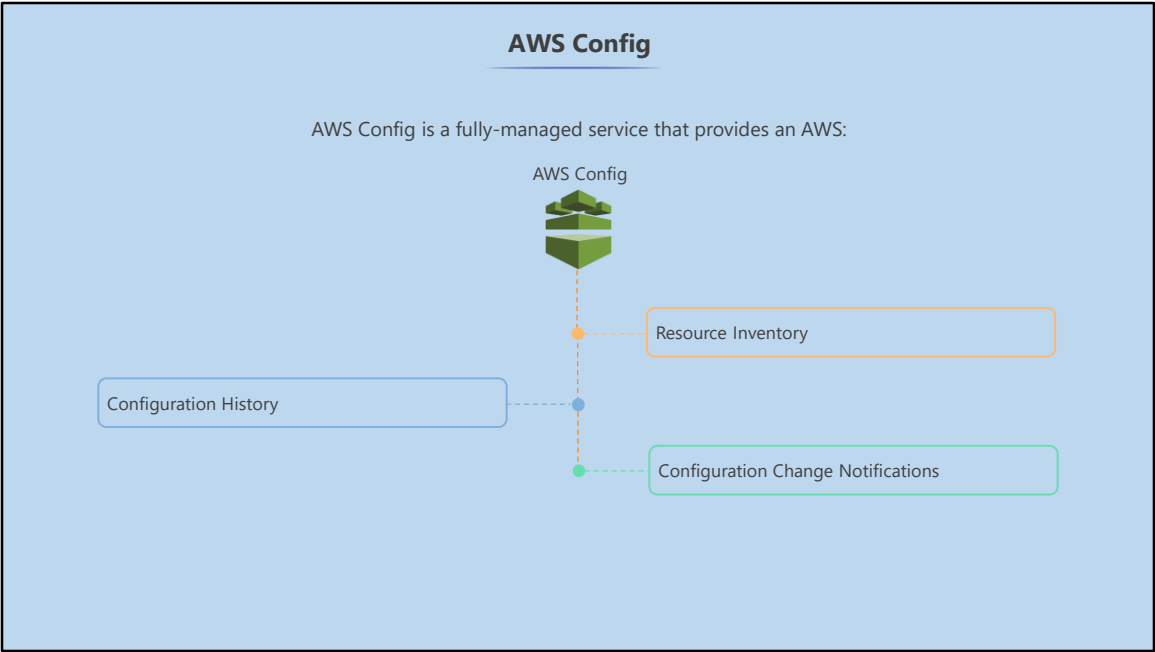 AWS Config
AWS Config is a fully-managed service that provides an AWS:
AWS Config
Resource Inventory
Configuration History
Configuration Change Notifications